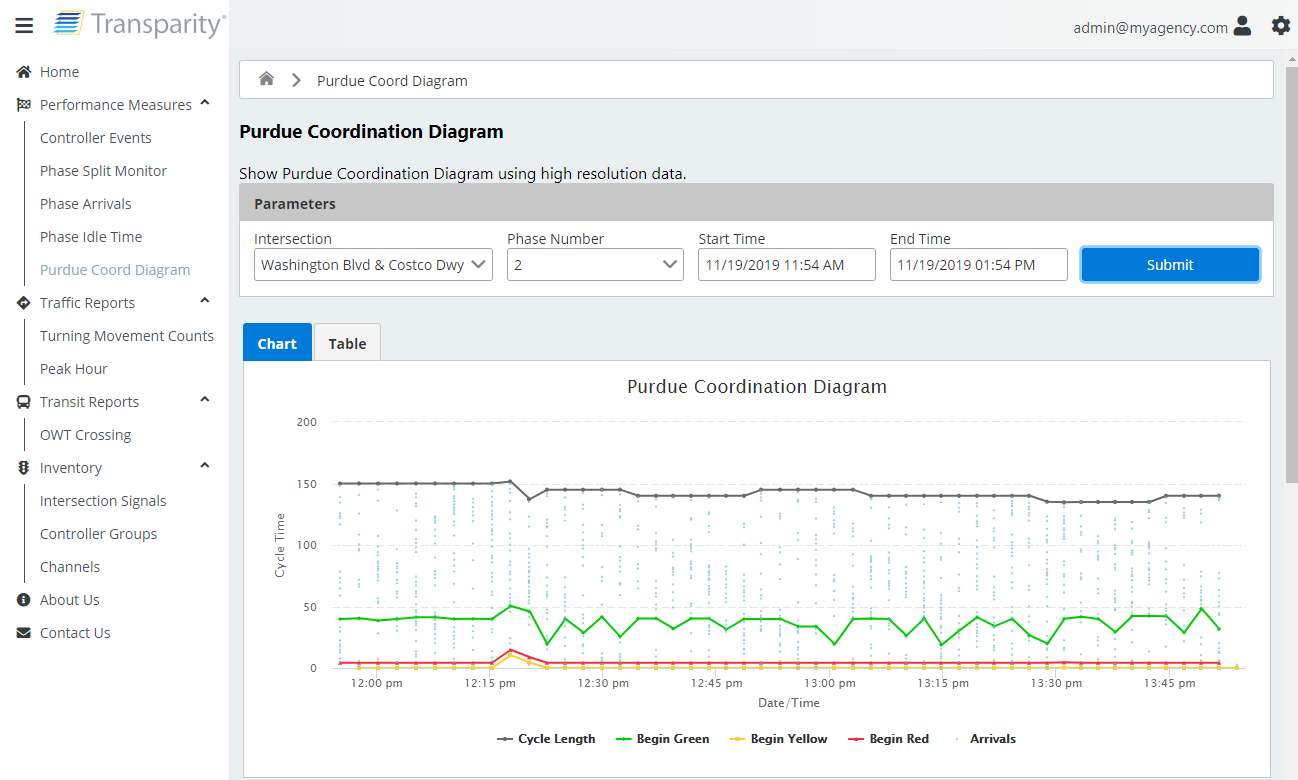 Transparity®
admin@myagency.com
Home
Performance Measures
Controller Events
Phase Split Monitor
Phase Arrivals
Phase Idle Time
Purdue Coord Diagram
Traffic Reports
Turning Movement Counts
Peak Hour
Transit Reports
OWT Crossing
Inventory
Intersection Signals
Controller Groups
Channels
About Us
Contact Us
Purdue Coord Diagram
Purdue Coordination Diagram
Show Purdue Coordination Diagram using high resolution data.
Parameters
Intersection Phase Number Start Time End Time
Washington Blvd & Costco Dwy 2 11/19/2019 11:54 AM 11/19/2019 01:54 PM Submit
Chart Table
Purdue Coordination Diagram
Cycle Time
200
150
100
50
0
12:00 pm 12:15 pm 12:30 pm 12:45 pm 13:00 pm 13:15 pm 13:30 pm 13:45 pm
Date/Time
Cycle Length Begin Green Begin Yellow Begin Red Arrivals